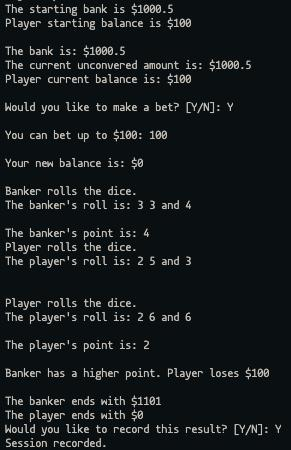 The starting bank is $1000.5
Player starting balance is $100
The bank is: $1000.5
The current unconvered amount is: $1000.5
Player current balance is: $100
Would you like to make a bet? [Y/N]: Y
You can bet up to $100: 100
Your new balance is: $0
Banker rolls the dice.
The banker's roll is: 3 3 and 4
The banker's point is: 4
Player rolls the dice.
The player's roll is: 2 5 and 3
Player rolls the dice.
The player's roll is: 2 6 and 6
The player's point is: 2
Banker has a higher point. Player loses $100
The banker ends with $1101
The player ends with $0
Would you like to record this result? [Y/N]: Y
Session recorded.